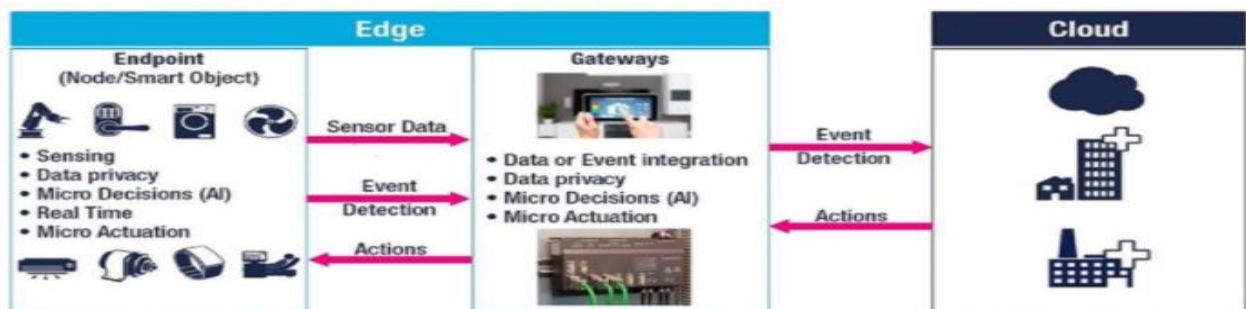 Edge
Cloud
Endpoint
(Node/Smart Object)
• Sensing
• Data privacy
• Micro Decisions (AI)
• Real Time
• Micro Actuation
Sensor Data
Event
Detection
Actions
Gateways
• Data or Event integration
• Data privacy
• Micro Decisions (AI)
• Micro Actuation
Event
Detection
Actions